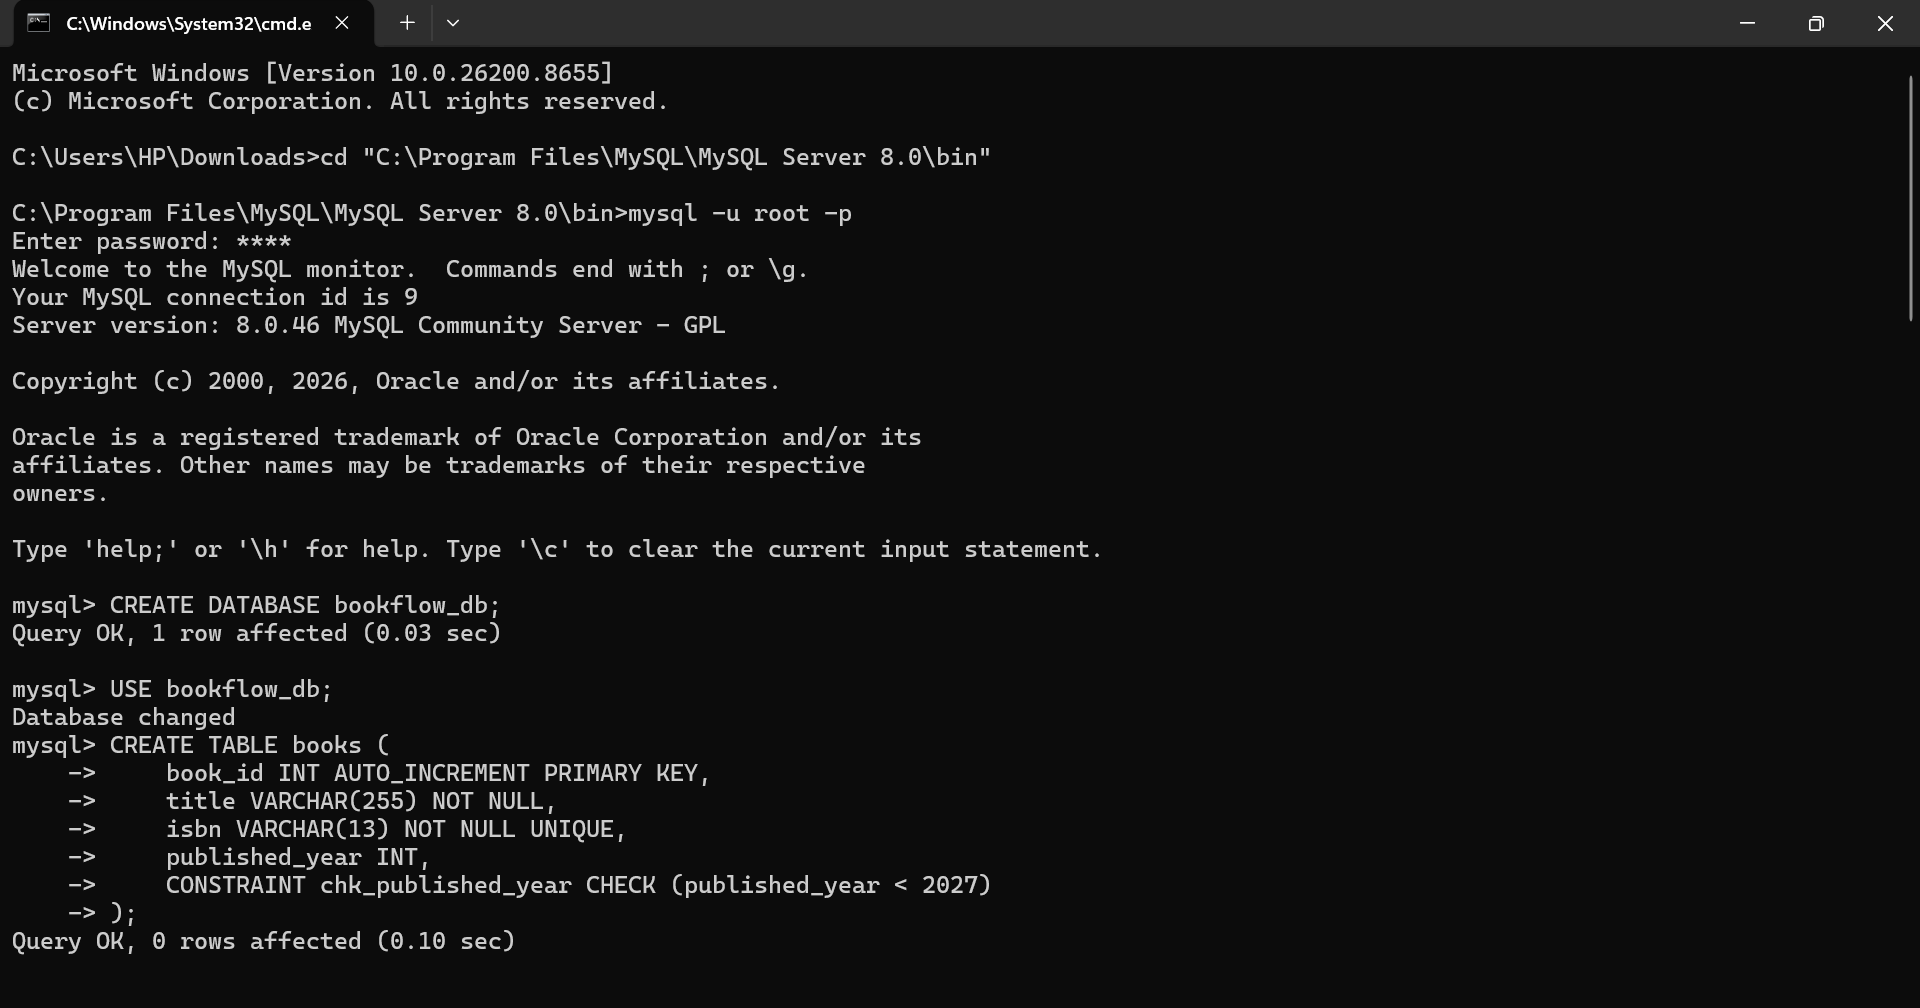 C:\Windows\System32\cmd.e
Microsoft Windows [Version 10.0.26200.8655]
(c) Microsoft Corporation. All rights reserved.
C:\Users\HP\Downloads>cd "C:\Program Files\MySQL\MySQL Server 8.0\bin"
C:\Program Files\MySQL\MySQL Server 8.0\bin>mysql -u root -p
Enter password: ****
Welcome to the MySQL monitor.  Commands end with ; or \g.
Your MySQL connection id is 9
Server version: 8.0.46 MySQL Community Server - GPL
Copyright (c) 2000, 2026, Oracle and/or its affiliates.
Oracle is a registered trademark of Oracle Corporation and/or its
affiliates. Other names may be trademarks of their respective
owners.
Type 'help;' or '\h' for help. Type '\c' to clear the current input statement.
mysql> CREATE DATABASE bookflow_db;
Query OK, 1 row affected (0.03 sec)
mysql> USE bookflow_db;
Database changed
mysql> CREATE TABLE books (
    ->     book_id INT AUTO_INCREMENT PRIMARY KEY,
    ->     title VARCHAR(255) NOT NULL,
    ->     isbn VARCHAR(13) NOT NULL UNIQUE,
    ->     published_year INT,
    ->     CONSTRAINT chk_published_year CHECK (published_year < 2027)
    -> );
Query OK, 0 rows affected (0.10 sec)